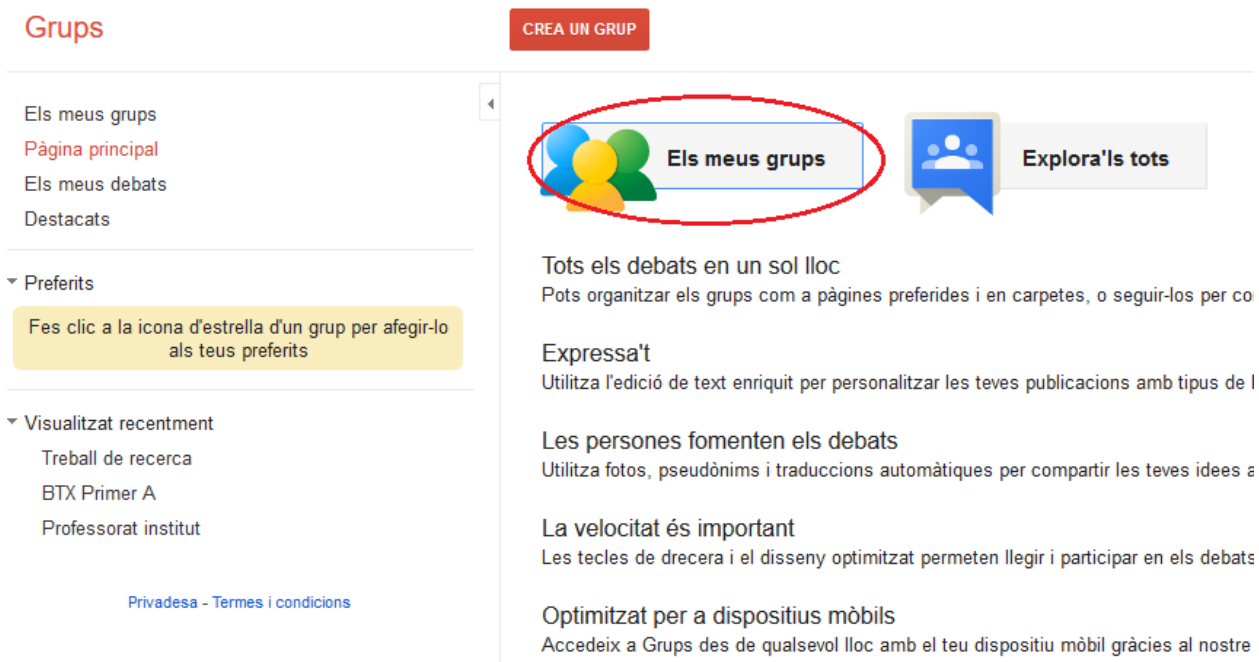 Grups
CREA UN GRUP
Els meus grups
Pàgina principal
Els meus debats
Destacats
Preferits
Fes clic a la icona d'estrella d'un grup per afegir-lo
als teus preferits
Visualitzat recentment
Treball de recerca
BTX Primer A
Professorat institut
Privadesa - Termes i condicions
Els meus grups
Explora'ls tots
Tots els debats en un sol lloc
Pots organitzar els grups com a pàgines preferides i en carpetes, o seguir-los per
Expressa't
Utilitza l'edició de text enriquit per personalitzar les teves publicacions amb tipus de
Les persones fomenten els debats
Utilitza fotos, pseudònims i traduccions automàtiques per compartir les teves idees
La velocitat és important
Les tecles de drecera i el disseny optimitzat permeten llegir i participar en els debats
Optimitzat per a dispositius mòbils
Accedeix a Grups des de qualsevol lloc amb el teu dispositiu mòbil gràcies al nostre